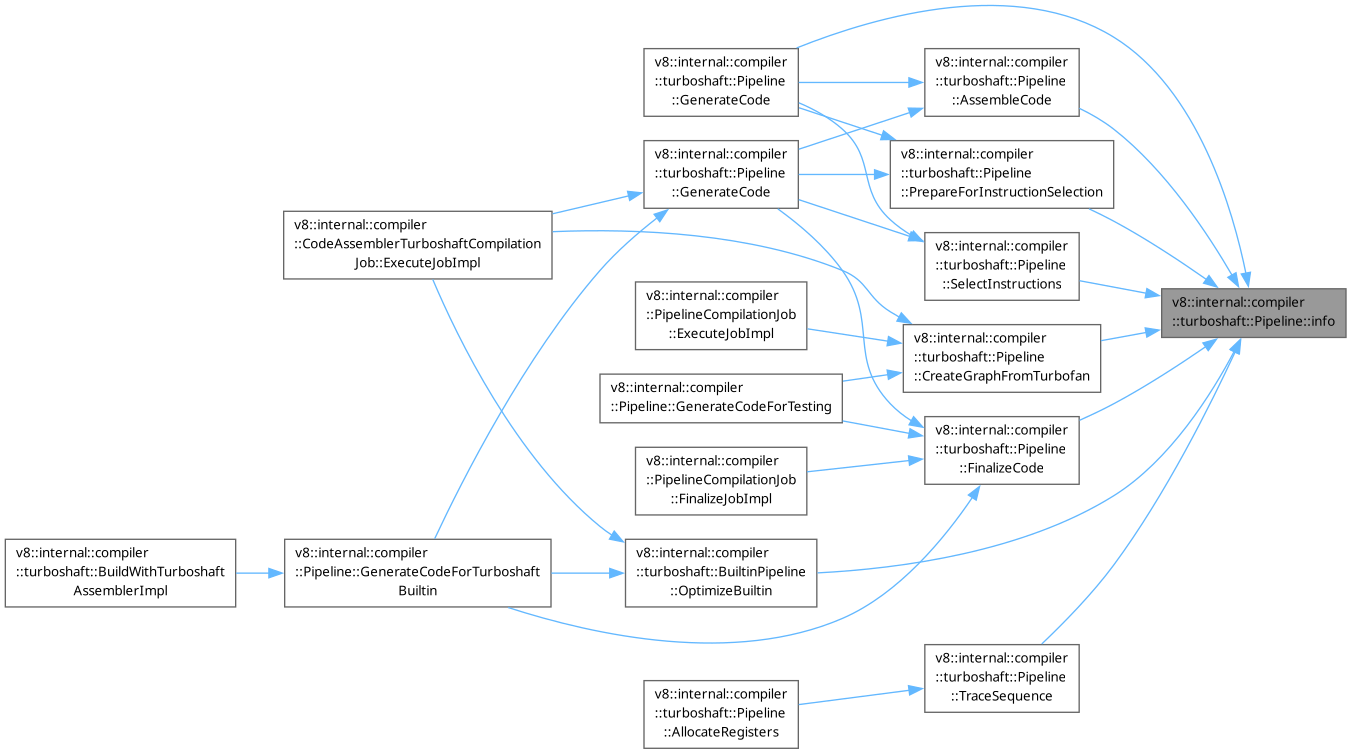 v8::internal::compiler
::turboshaft::Pipeline
::GenerateCode
v8::internal::compiler
::turboshaft::Pipeline
::AssembleCode
v8::internal::compiler
::turboshaft::Pipeline
::GenerateCode
v8::internal::compiler
::turboshaft::Pipeline
::PrepareForInstructionSelection
v8::internal::compiler
::CodeAssemblerTurboshaftCompilation
Job::ExecuteJobImpl
v8::internal::compiler
::turboshaft::Pipeline
::SelectInstructions
v8::internal::compiler
::PipelineCompilationJob
::ExecuteJobImpl
v8::internal::compiler
::turboshaft::Pipeline::info
v8::internal::compiler
::turboshaft::Pipeline
::CreateGraphFromTurbofan
v8::internal::compiler
::Pipeline::GenerateCodeForTesting
v8::internal::compiler
::turboshaft::Pipeline
::FinalizeCode
v8::internal::compiler
::PipelineCompilationJob
::FinalizeJobImpl
v8::internal::compiler
::turboshaft::BuildWithTurboshaft
AssemblerImpl
v8::internal::compiler
::Pipeline::GenerateCodeForTurboshaft
Builtin
v8::internal::compiler
::turboshaft::BuiltinPipeline
::OptimizeBuiltin
v8::internal::compiler
::turboshaft::Pipeline
::TraceSequence
v8::internal::compiler
::turboshaft::Pipeline
::AllocateRegisters